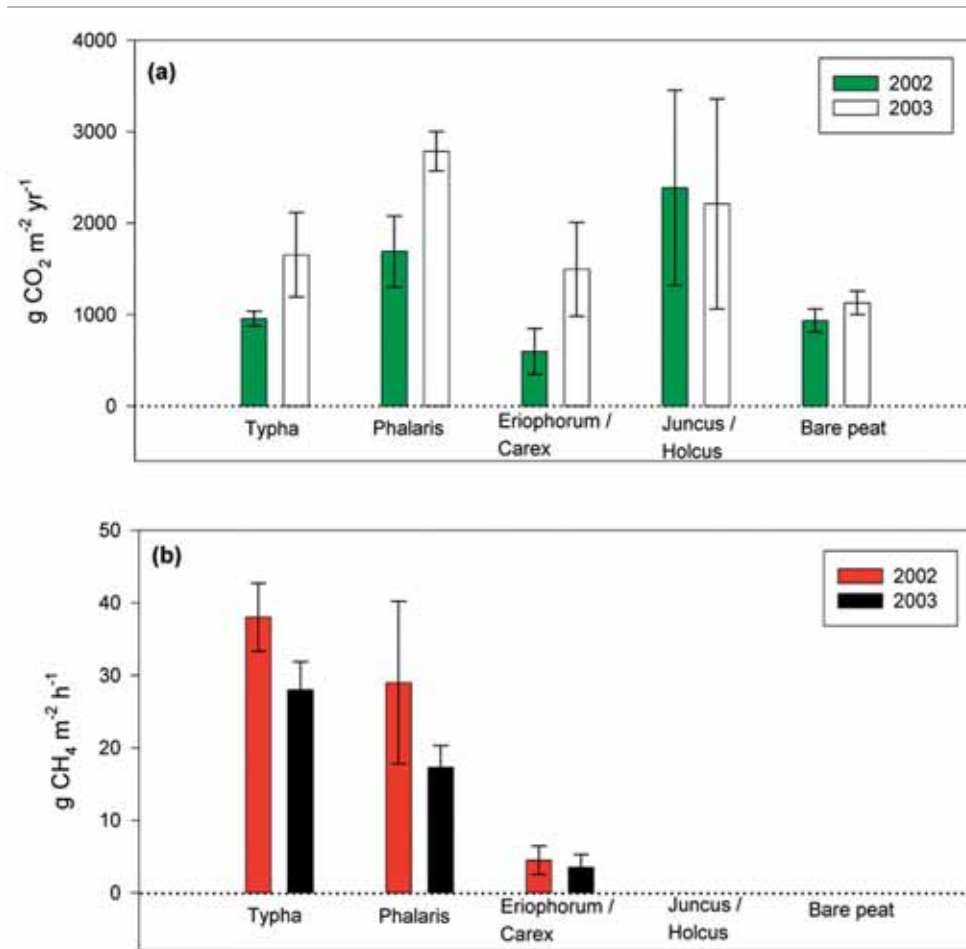 4000
(a)
2002
2003
3000
2000
1000
0
g CO₂ m⁻² yr⁻¹
Typha
Phalaris
Eriophorum /
Carex
Juncus /
Holcus
Bare peat
50
(b)
2002
2003
40
30
20
10
0
g CH₄ m⁻² h⁻¹
Typha
Phalaris
Eriophorum /
Carex
Juncus /
Holcus
Bare peat